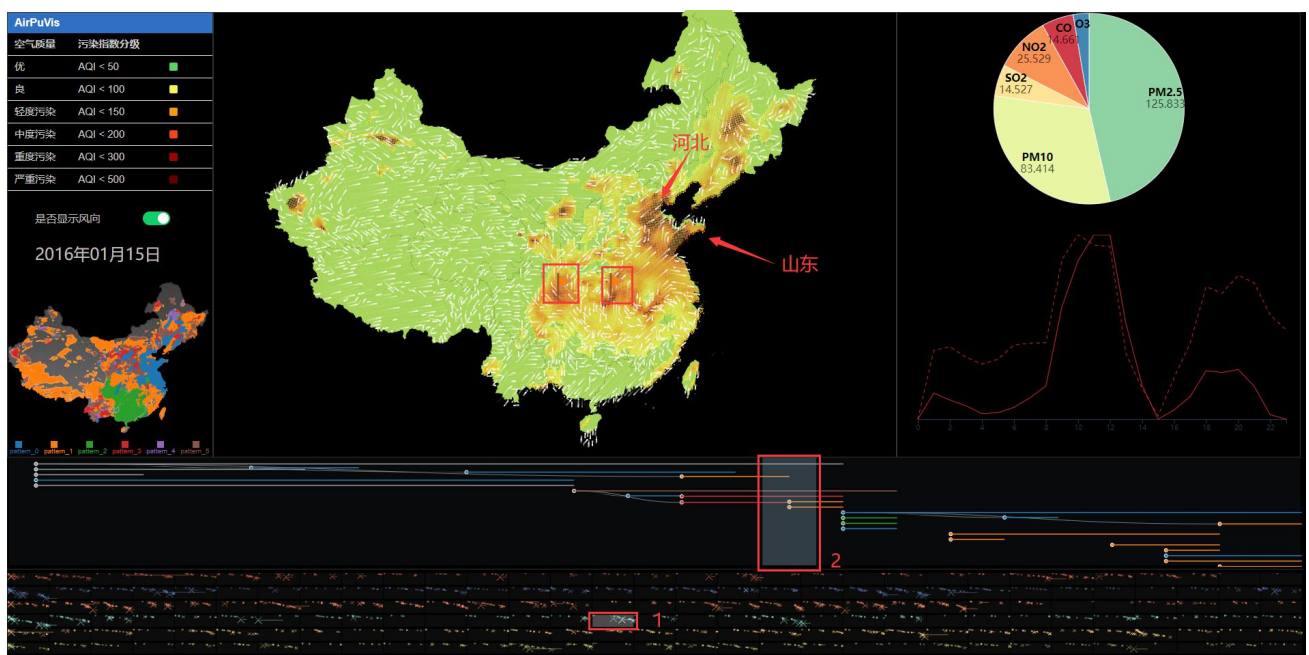 AirPuVis
空气质量 污染指数分级
优 AQI < 50
良 AQI < 100
轻度污染 AQI < 150
中度污染 AQI < 200
重度污染 AQI < 300
严重污染 AQI < 500
是否显示风向
2016年01月15日
pattern_0 pattern_1 pattern_2 pattern_3 pattern_4 pattern_5
河北
山东
O3
CO
14.661
NO2
25.529
SO2
14.527
PM2.5
125.833
PM10
83.414
0 2 4 6 8 10 12 14 16 18 20 22
2
1